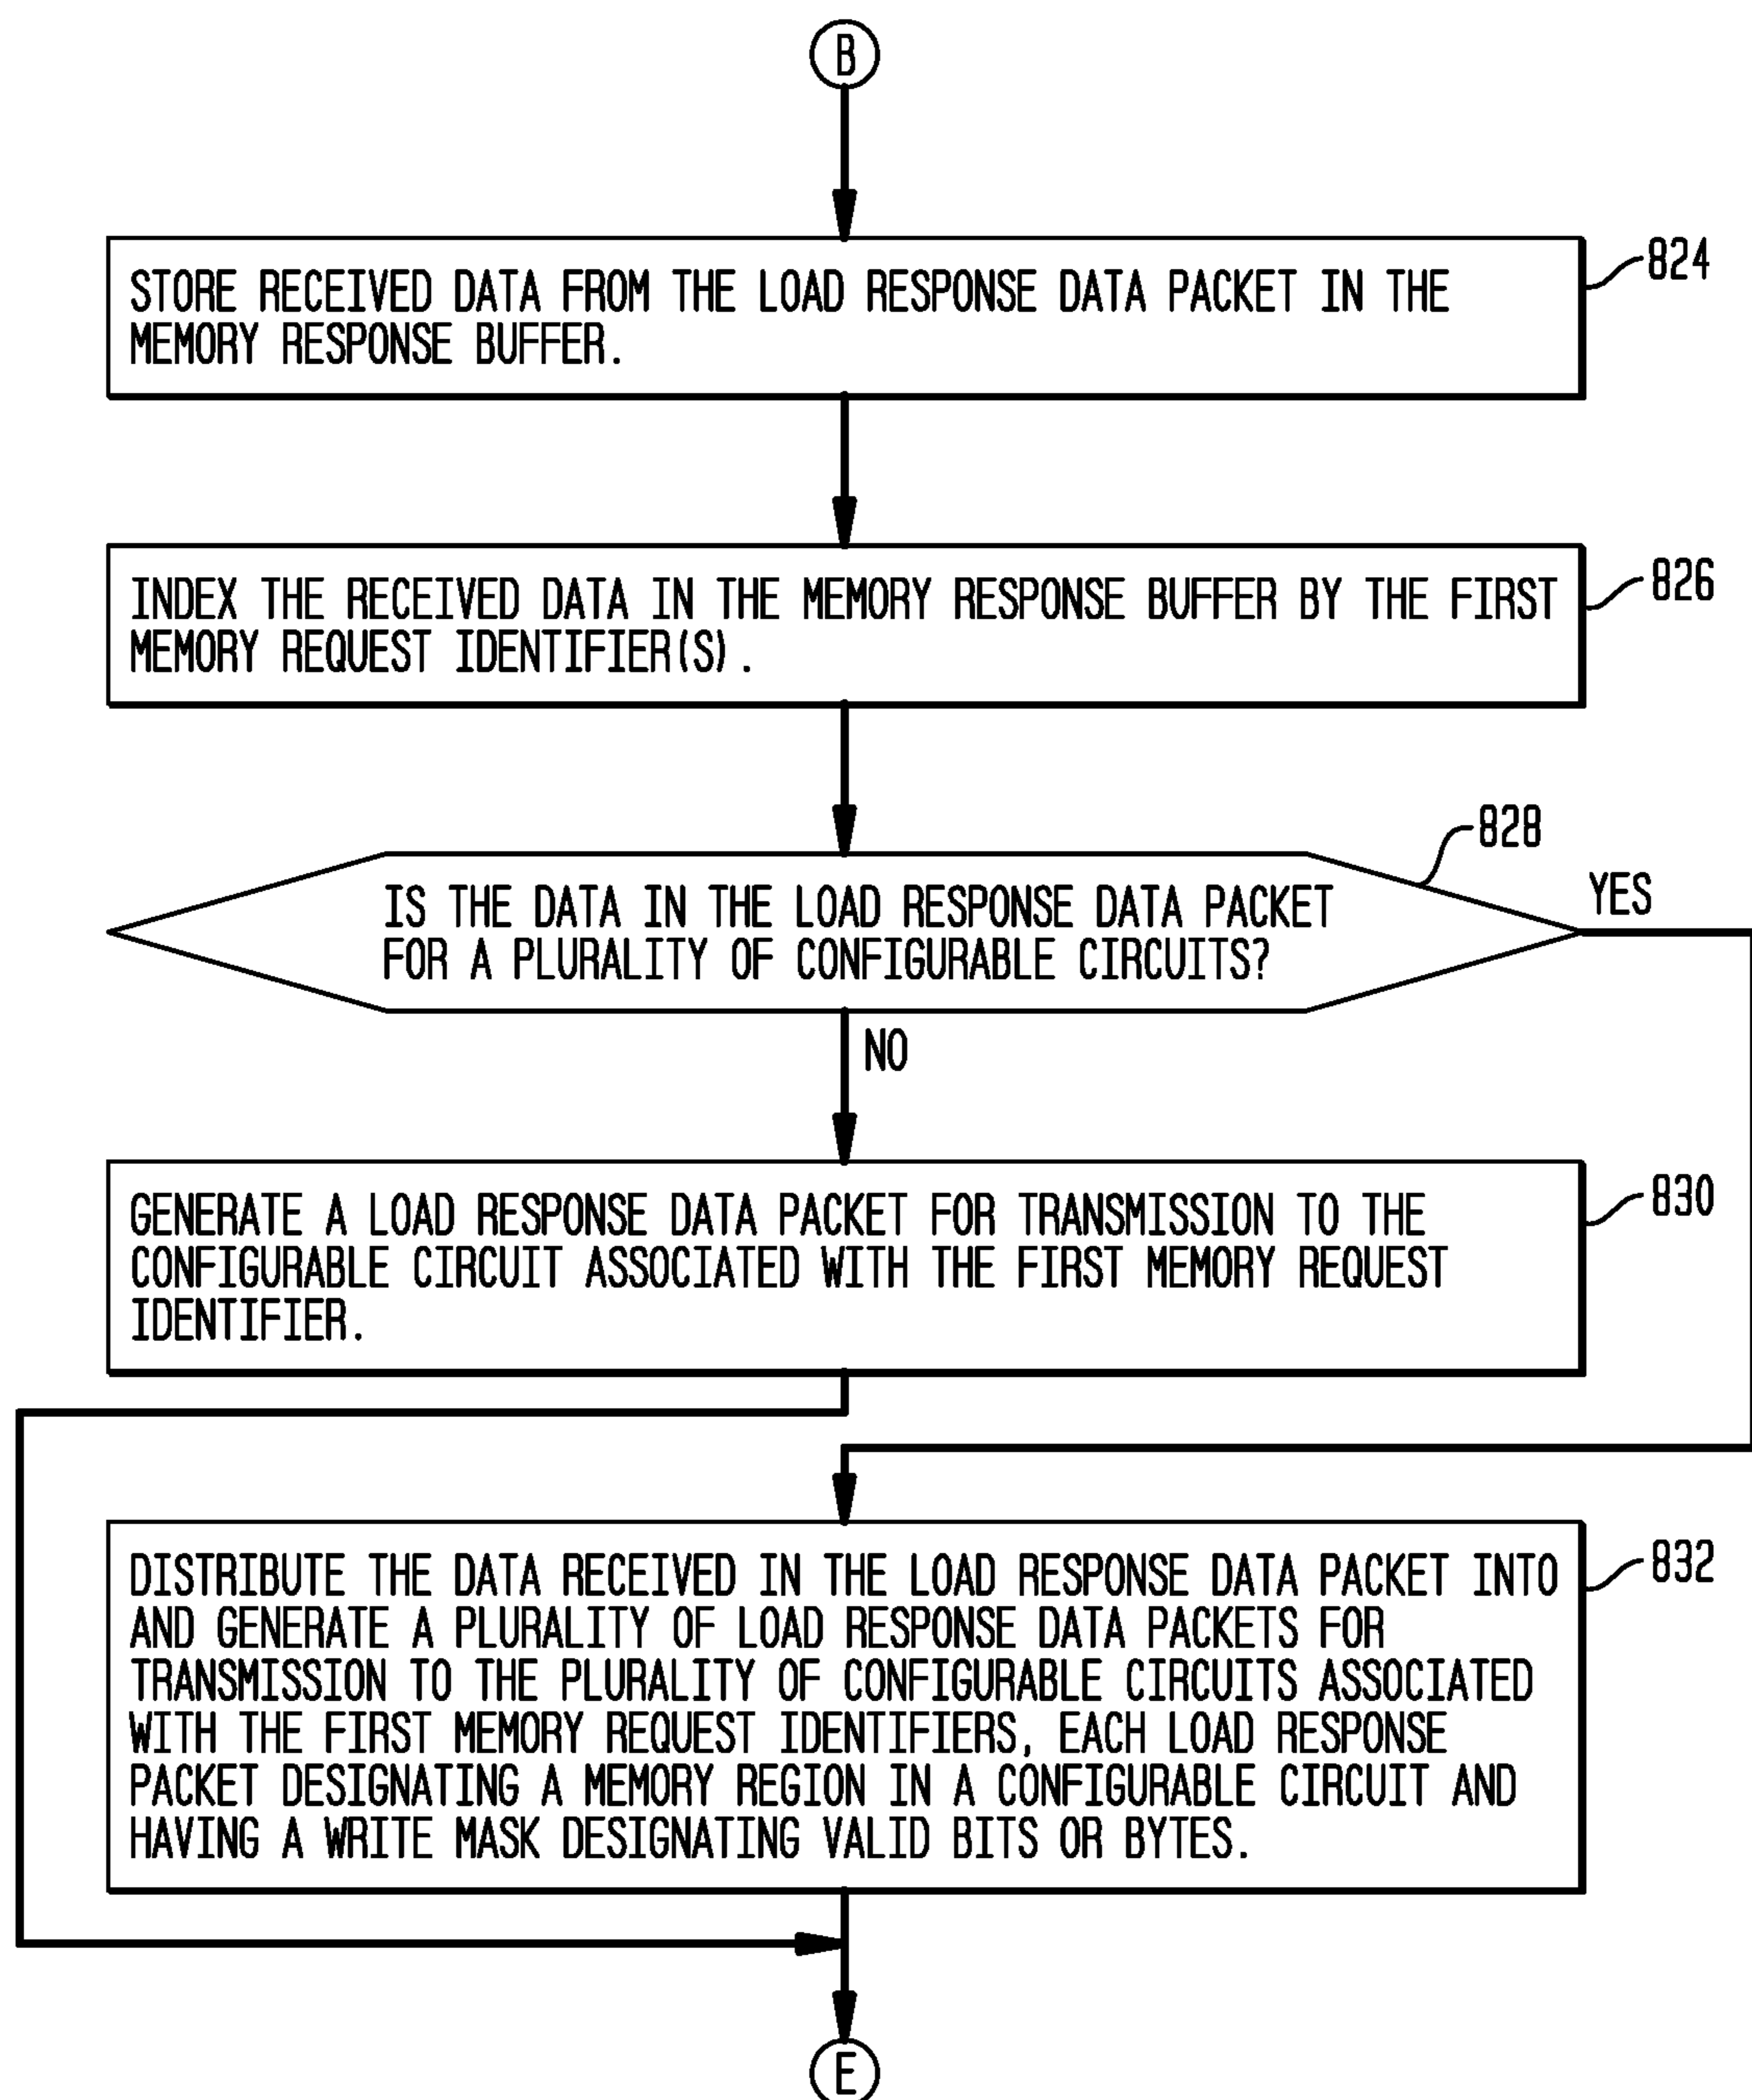 B
STORE RECEIVED DATA FROM THE LOAD RESPONSE DATA PACKET IN THE
MEMORY RESPONSE BUFFER.
824
INDEX THE RECEIVED DATA IN THE MEMORY RESPONSE BUFFER BY THE FIRST
MEMORY REQUEST IDENTIFIER(S).
826
828
IS THE DATA IN THE LOAD RESPONSE DATA PACKET
FOR A PLURALITY OF CONFIGURABLE CIRCUITS?
YES
NO
GENERATE A LOAD RESPONSE DATA PACKET FOR TRANSMISSION TO THE
CONFIGURABLE CIRCUIT ASSOCIATED WITH THE FIRST MEMORY REQUEST
IDENTIFIER.
830
DISTRIBUTE THE DATA RECEIVED IN THE LOAD RESPONSE DATA PACKET INTO
AND GENERATE A PLURALITY OF LOAD RESPONSE DATA PACKETS FOR
TRANSMISSION TO THE PLURALITY OF CONFIGURABLE CIRCUITS ASSOCIATED
WITH THE FIRST MEMORY REQUEST IDENTIFIERS, EACH LOAD RESPONSE
PACKET DESIGNATING A MEMORY REGION IN A CONFIGURABLE CIRCUIT AND
HAVING A WRITE MASK DESIGNATING VALID BITS OR BYTES.
832
E